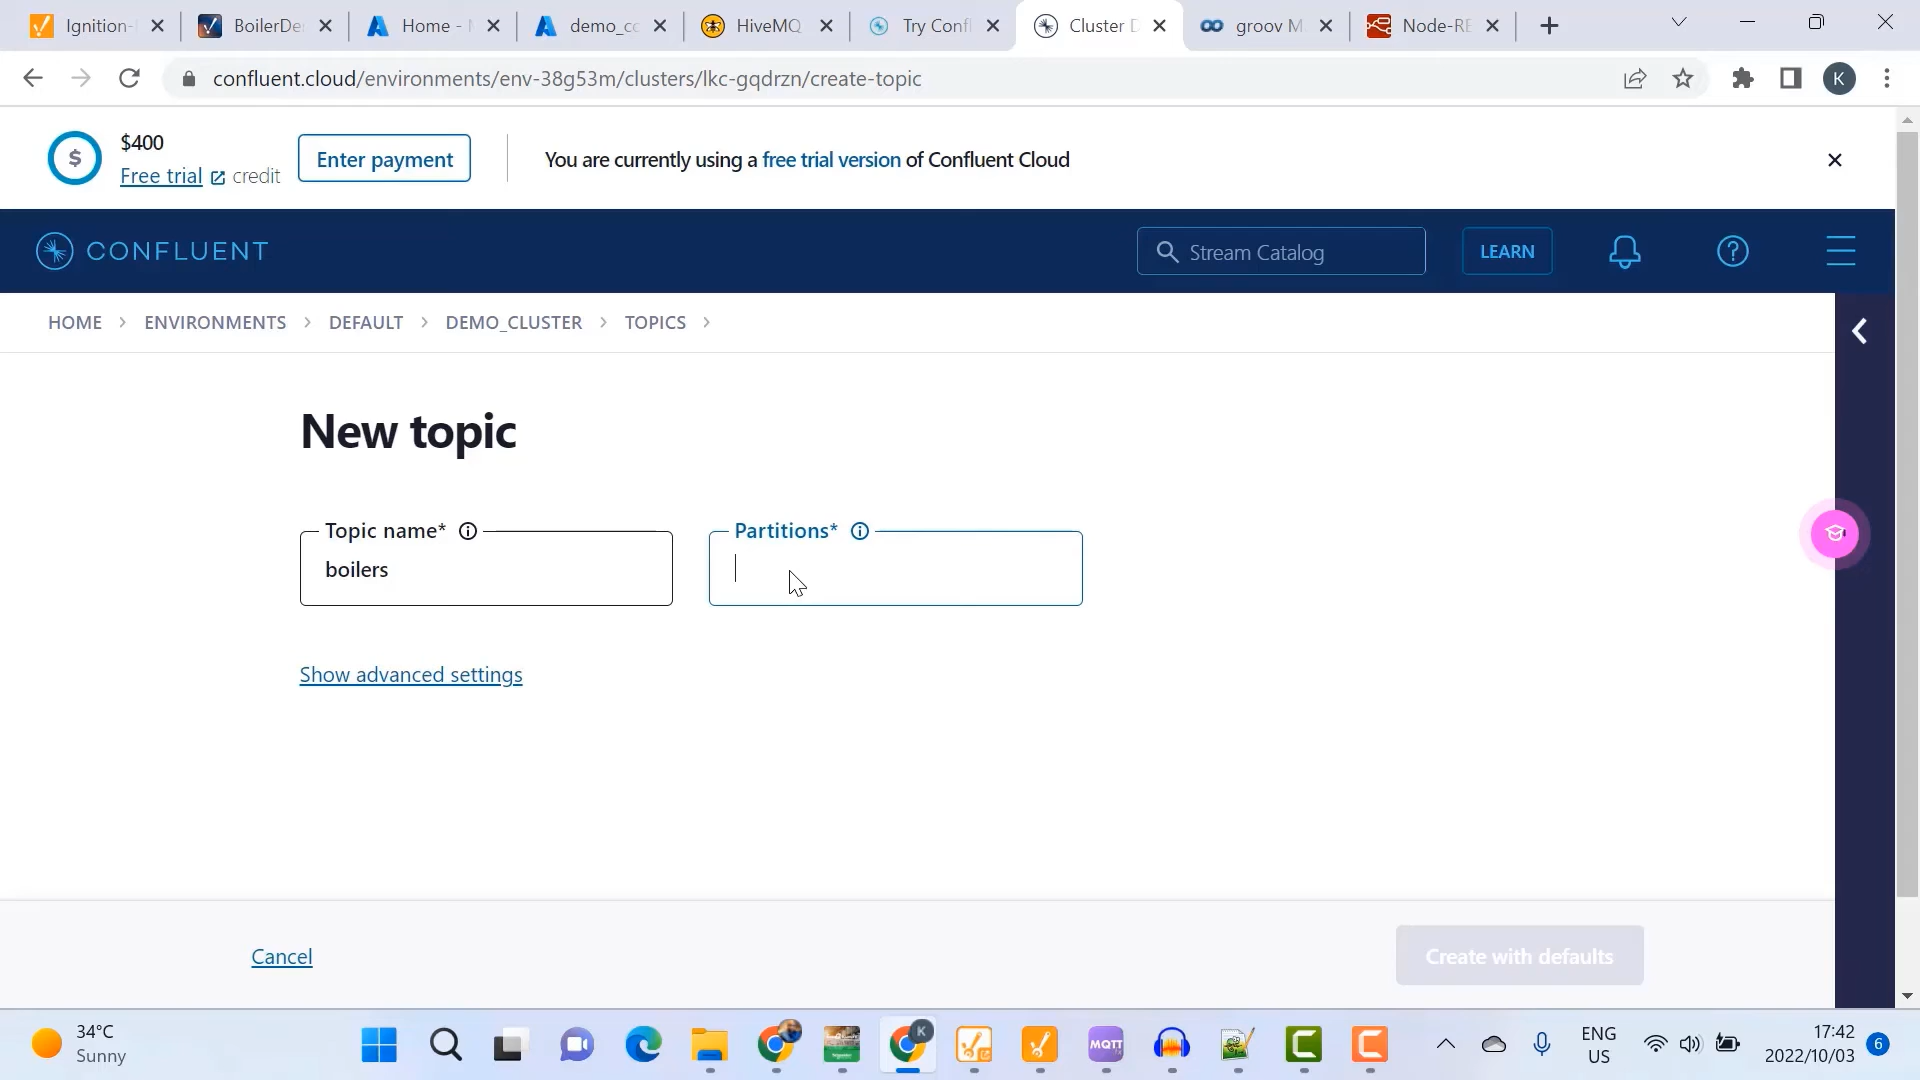 Ignition-
BoilerDe
Home -
demo_cc
HiveMQ
Try Confl
Cluster D
groov M
Node-RE
confluent.cloud/environments/env-38g53m/clusters/lkc-gqdrzn/create-topic
K
$
$400
Free trial credit
Enter payment
You are currently using a free trial version of Confluent Cloud
CONFLUENT
Stream Catalog
LEARN
?
HOME > ENVIRONMENTS > DEFAULT > DEMO_CLUSTER > TOPICS >
New topic
Topic name*
boilers
Partitions*
Show advanced settings
Cancel
Create with defaults
34°C
Sunny
K
MQTT
C
C
ENG
US
17:42
2022/10/03
6